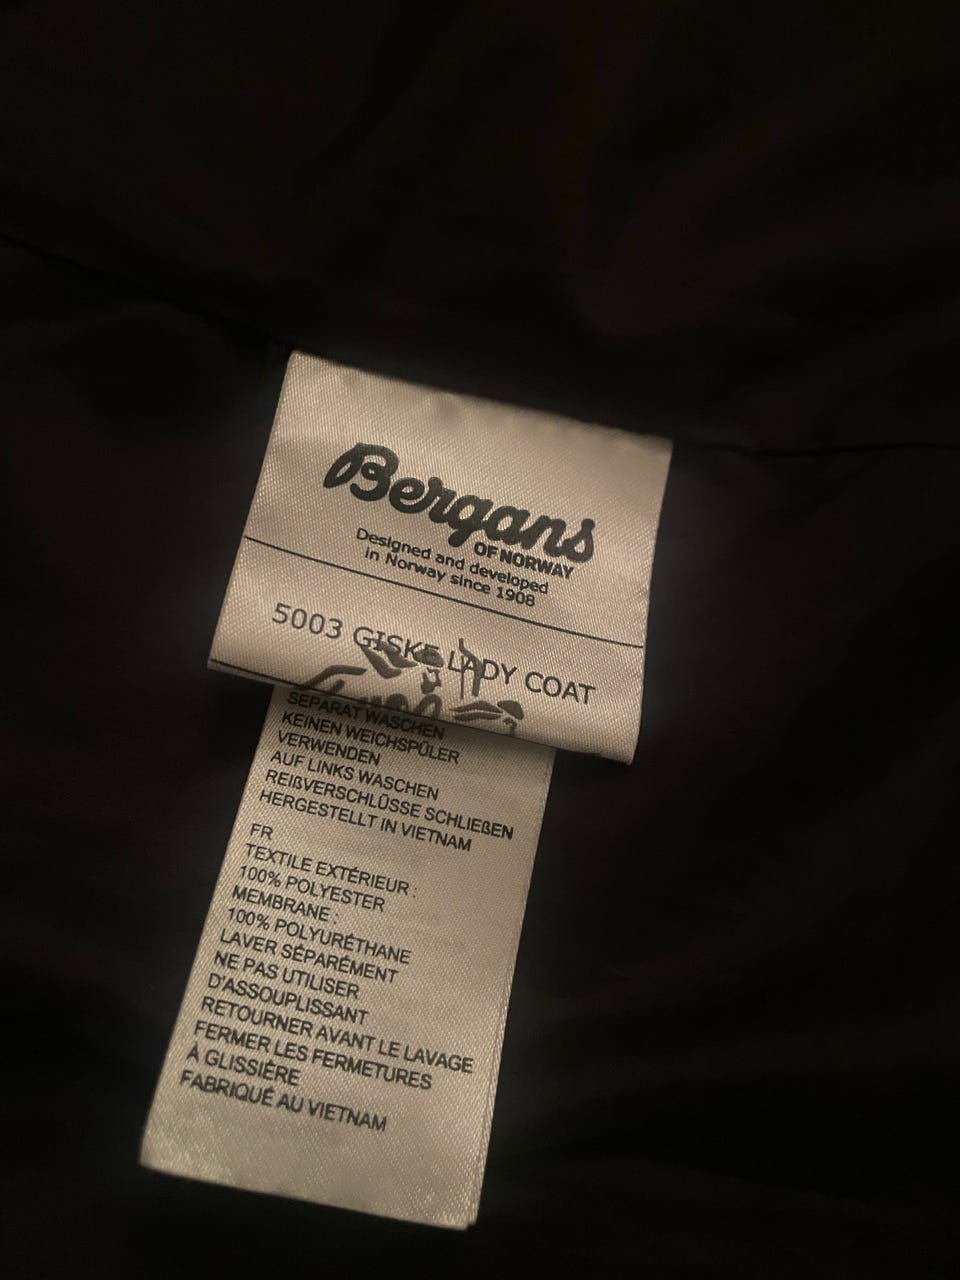 Bergans
OF NORWAY
Designed and developed
in Norway since 1908
5003 GISKE LADY COAT
SEPARAT WASCHEN
KEINEN WEICHSPÜLER
VERWENDEN
AUF LINKS WASCHEN
REIßVERSCHLÜSSE SCHLIEßEN
HERGESTELLT IN VIETNAM
FR
TEXTILE EXTÉRIEUR :
100% POLYESTER
MEMBRANE :
100% POLYURÉTHANE
LAVER SÉPARÉMENT
NE PAS UTILISER
D'ASSOUPLISSANT
RETOURNER AVANT LE LAVAGE
FERMER LES FERMETURES
À GLISSIÈRE
FABRIQUÉ AU VIETNAM